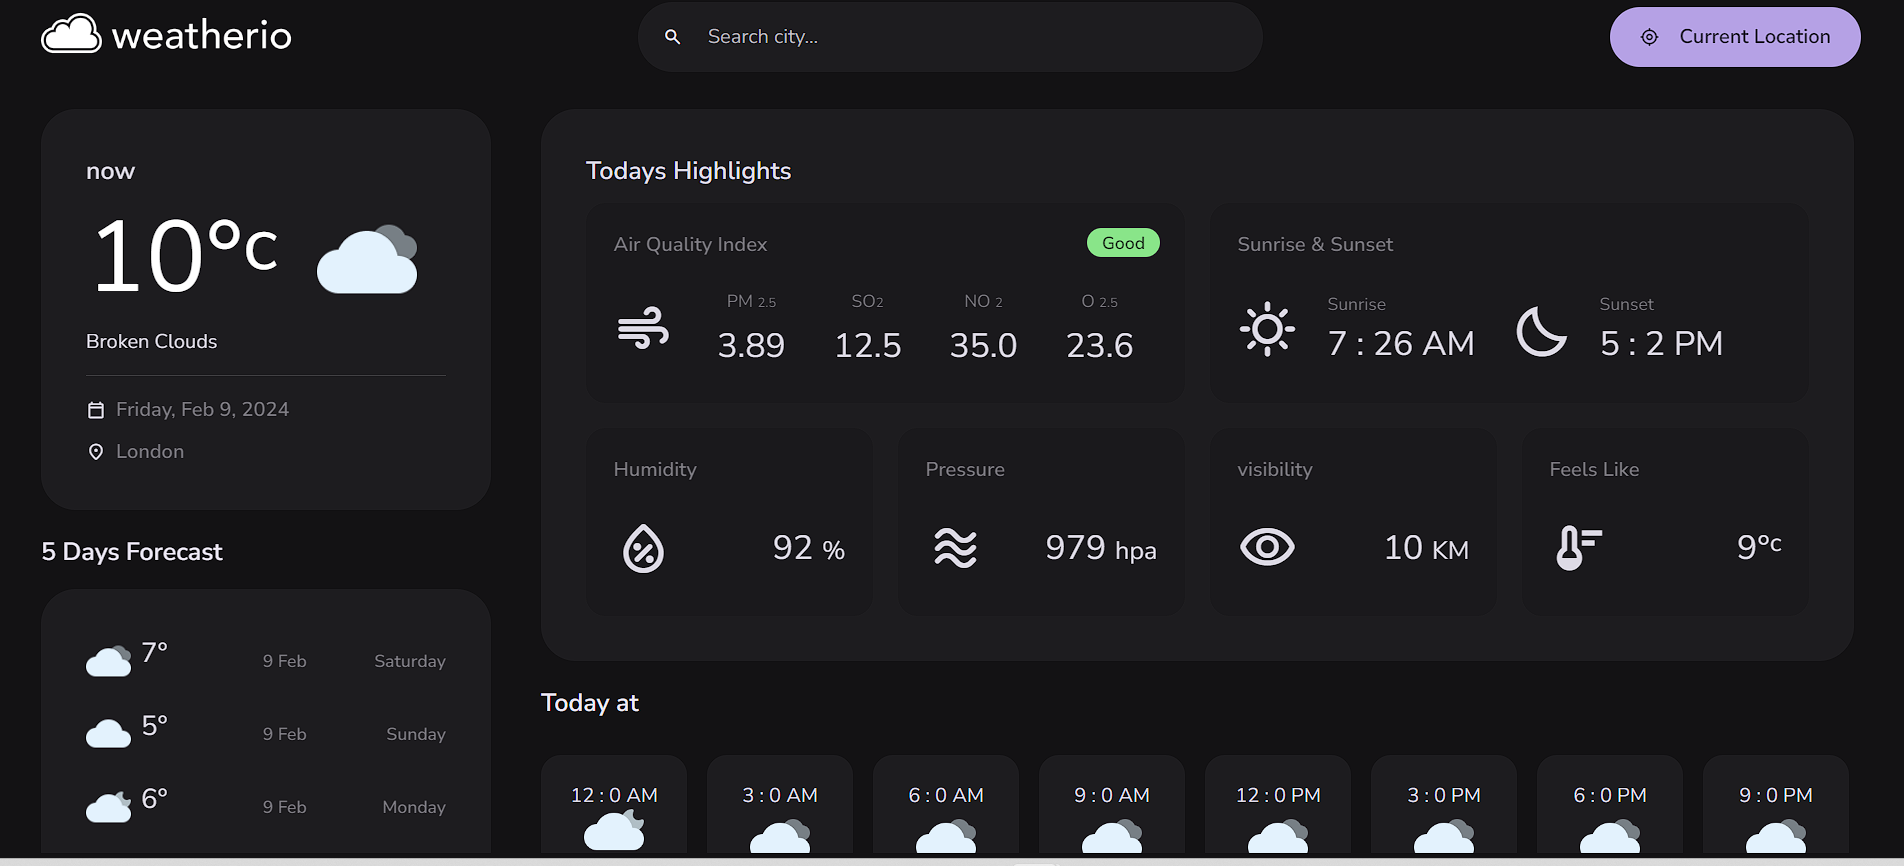 weatherio
Search city...
Current Location
now
10°c
Broken Clouds
Friday, Feb 9, 2024
London
5 Days Forecast
7° 9 Feb Saturday
5° 9 Feb Sunday
6° 9 Feb Monday
Todays Highlights
Air Quality Index Good
PM 2.5 SO2 NO 2 O 2.5
3.89 12.5 35.0 23.6
Sunrise & Sunset
Sunrise Sunset
7 : 26 AM 5 : 2 PM
Humidity
92 %
Pressure
979 hpa
visibility
10 KM
Feels Like
9°c
Today at
12 : 0 AM 3 : 0 AM 6 : 0 AM 9 : 0 AM 12 : 0 PM 3 : 0 PM 6 : 0 PM 9 : 0 PM